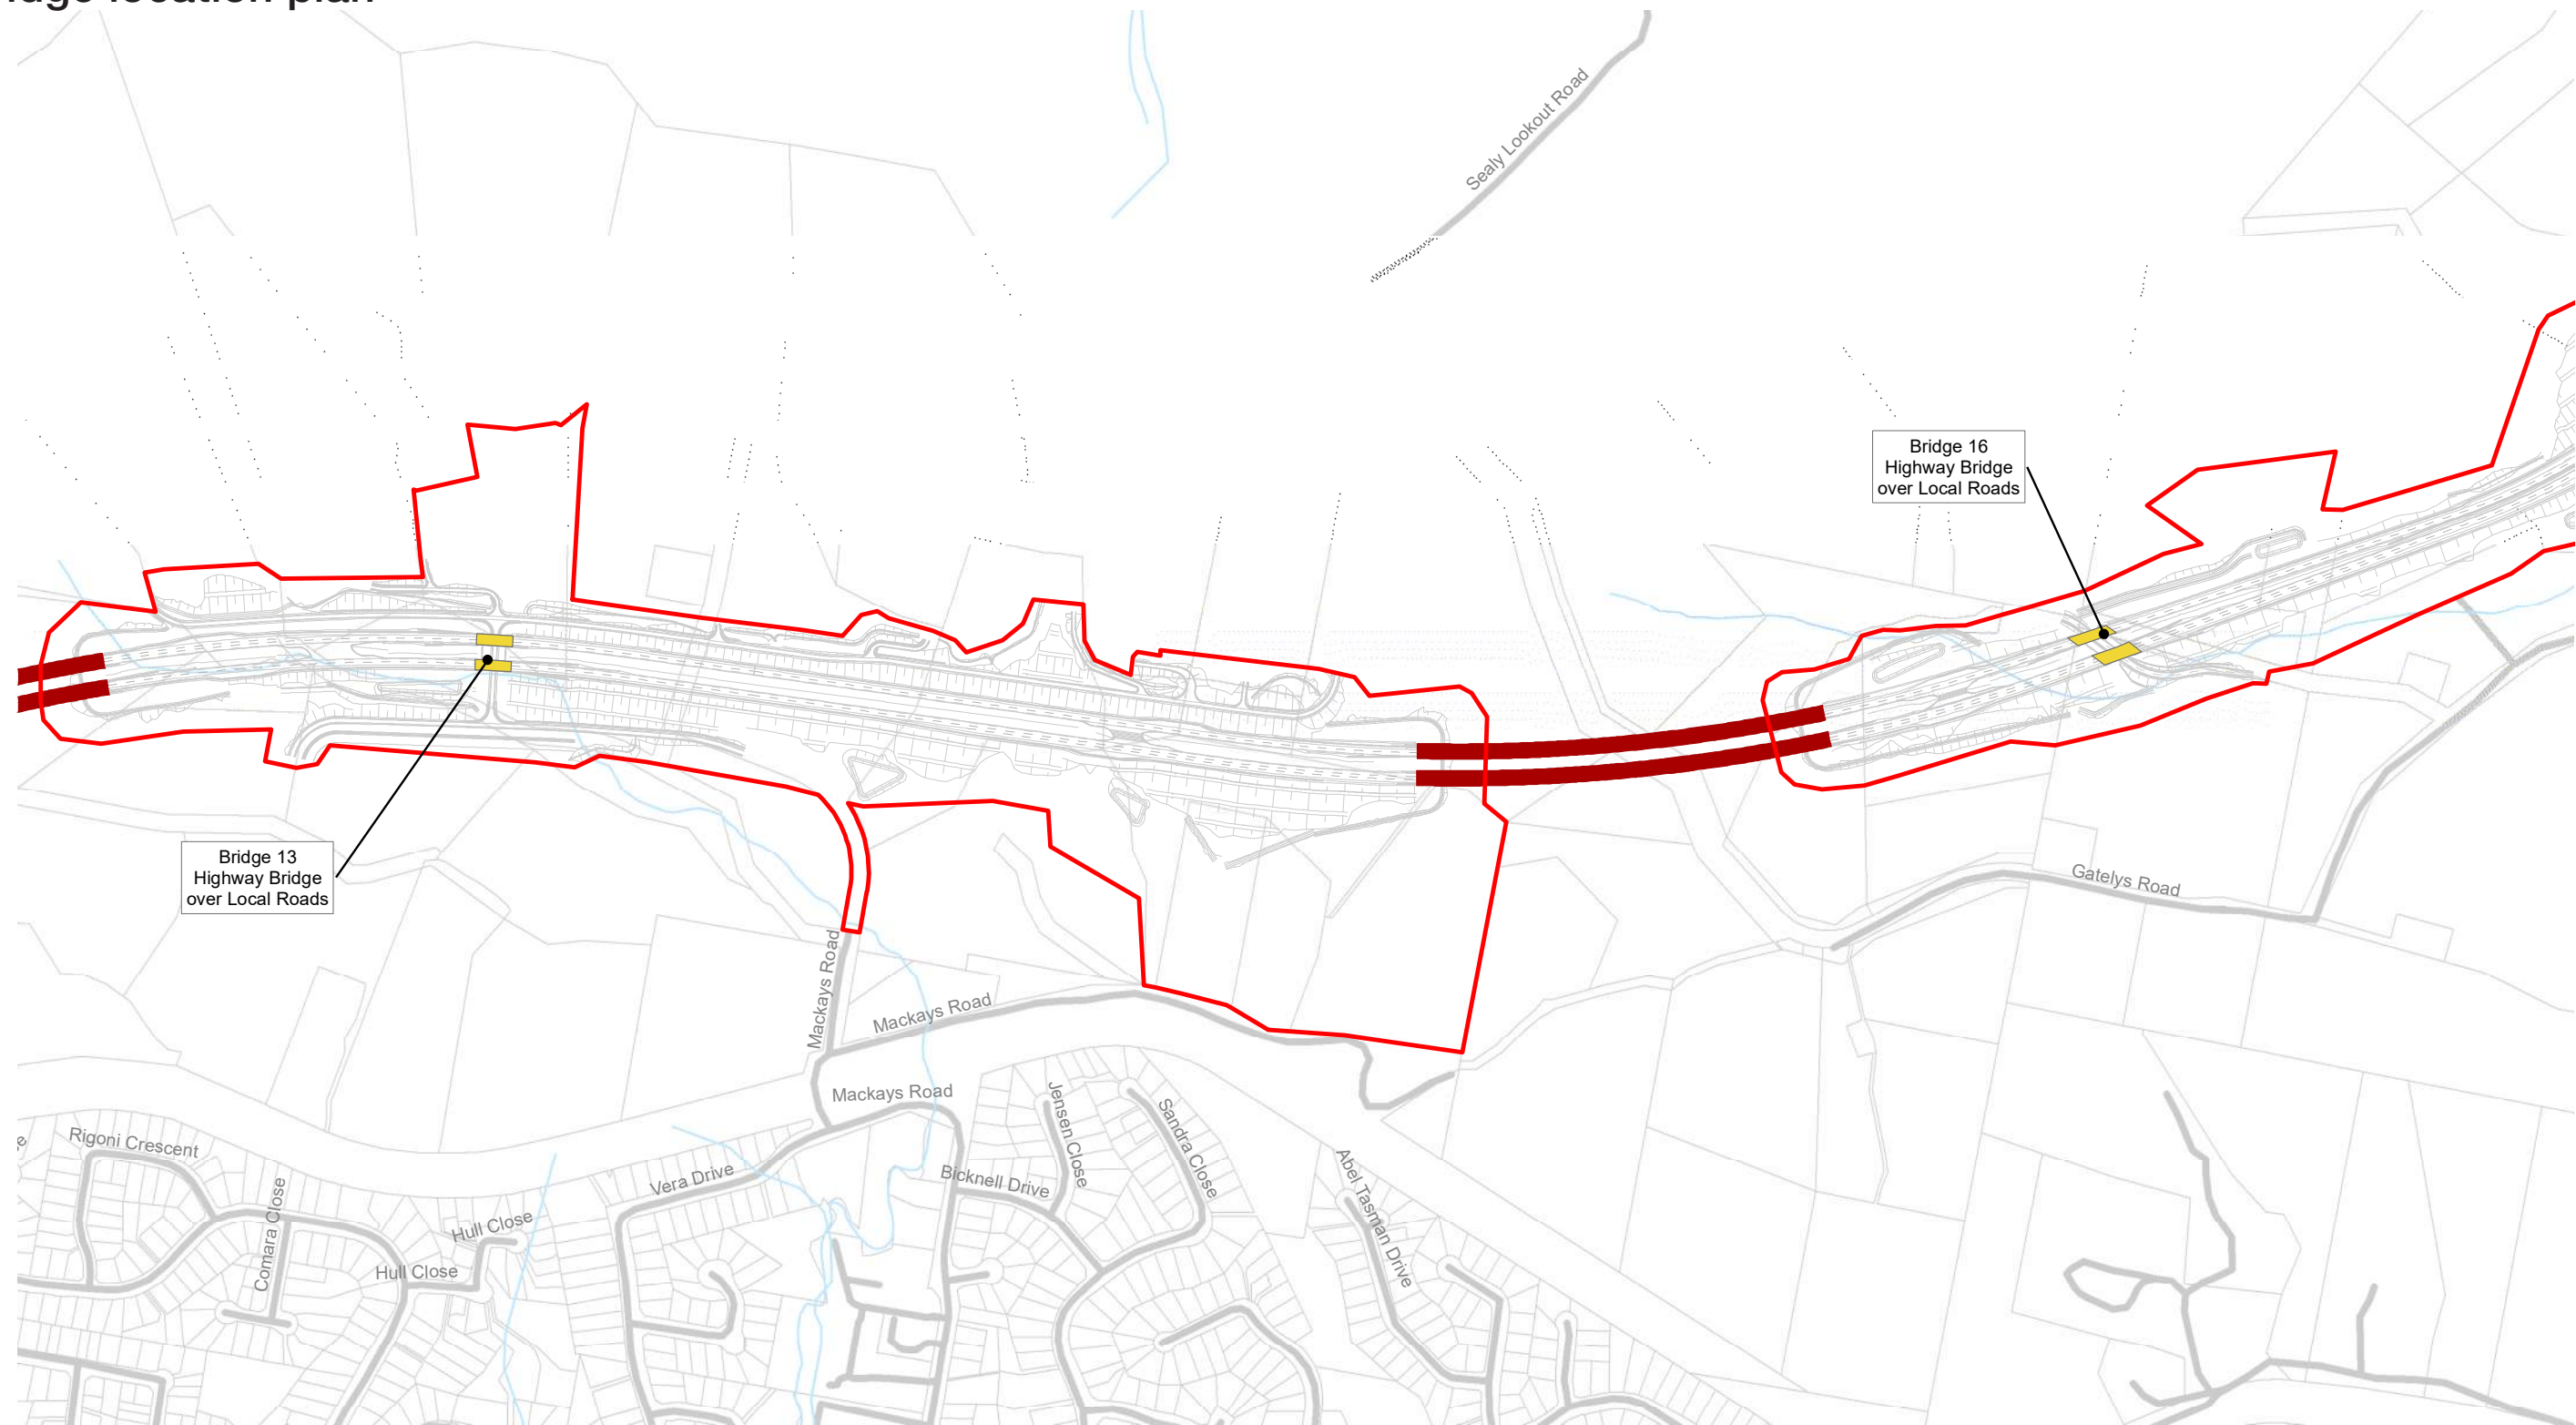 location plan
Sealy Lookout Road
Bridge 16
Highway Bridge
over Local Roads
Bridge 13
Highway Bridge
over Local Roads
Gatelys Road
Mackays Road
Mackays Road
Mackays Road
Jensen Close
Sandra Close
Rigoni Crescent
Vera Drive
Bicknell Drive
Abel Tasman Drive
Comara Close
Hull Close
Hull Close